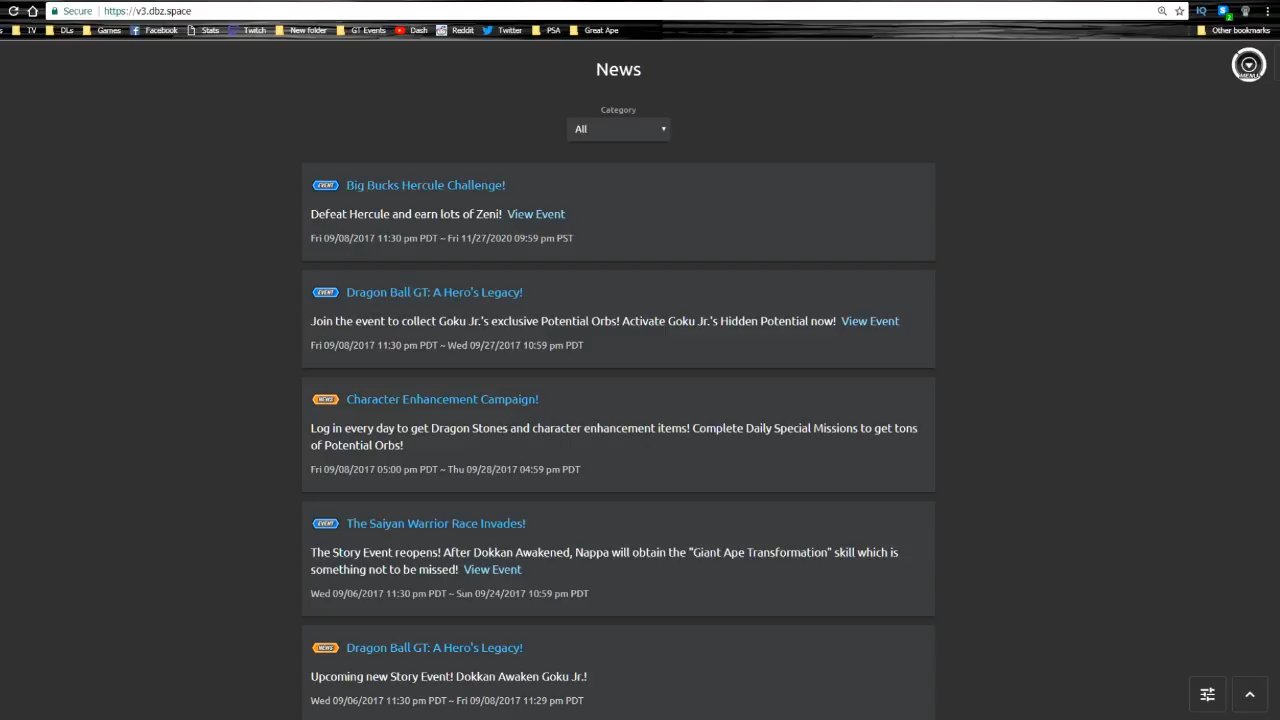 Secure https://v3.dbz.space
TV DLs Games Facebook Stats Twitch New folder GT Events Dash Reddit Twitter PSA Great Ape Other bookmarks
News
MENU
Category
All
EVENT Big Bucks Hercule Challenge!
Defeat Hercule and earn lots of Zeni! View Event
Fri 09/08/2017 11:30 pm PDT ~ Fri 11/27/2020 09:59 pm PST
EVENT Dragon Ball GT: A Hero's Legacy!
Join the event to collect Goku Jr.'s exclusive Potential Orbs! Activate Goku Jr.'s Hidden Potential now! View Event
Fri 09/08/2017 11:30 pm PDT ~ Wed 09/27/2017 10:59 pm PDT
NEWS Character Enhancement Campaign!
Log in every day to get Dragon Stones and character enhancement items! Complete Daily Special Missions to get tons
of Potential Orbs!
Fri 09/08/2017 05:00 pm PDT ~ Thu 09/28/2017 04:59 pm PDT
EVENT The Saiyan Warrior Race Invades!
The Story Event reopens! After Dokkan Awakened, Nappa will obtain the "Giant Ape Transformation" skill which is
something not to be missed! View Event
Wed 09/06/2017 11:30 pm PDT ~ Sun 09/24/2017 10:59 pm PDT
NEWS Dragon Ball GT: A Hero's Legacy!
Upcoming new Story Event! Dokkan Awaken Goku Jr.!
Wed 09/06/2017 11:30 pm PDT ~ Fri 09/08/2017 11:29 pm PDT